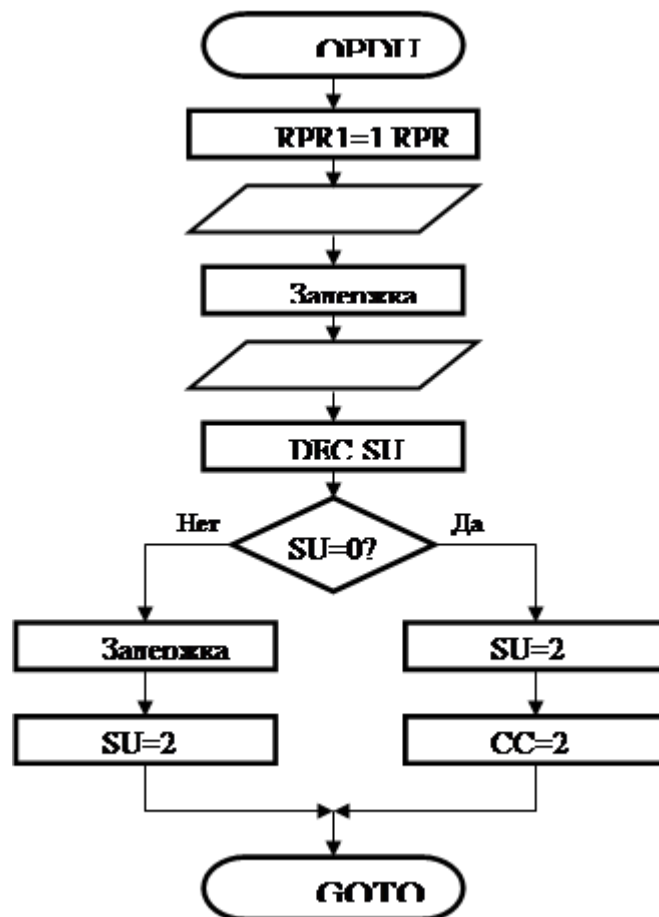 OPDU
RPR1=1 RPR
Задержка
DEC SU
Нет
Да
SU=0?
Задержка
SU=2
SU=2
CC=2
GOTO